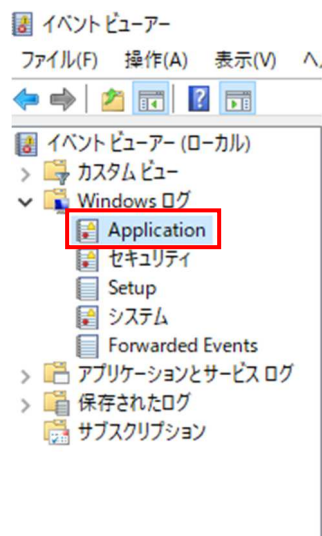 イベント ビューアー
ファイル(F) 操作(A) 表示(V) ヘ
イベント ビューアー (ローカル)
カスタム ビュー
Windows ログ
Application
セキュリティ
Setup
システム
Forwarded Events
アプリケーションとサービス ログ
保存されたログ
サブスクリプション